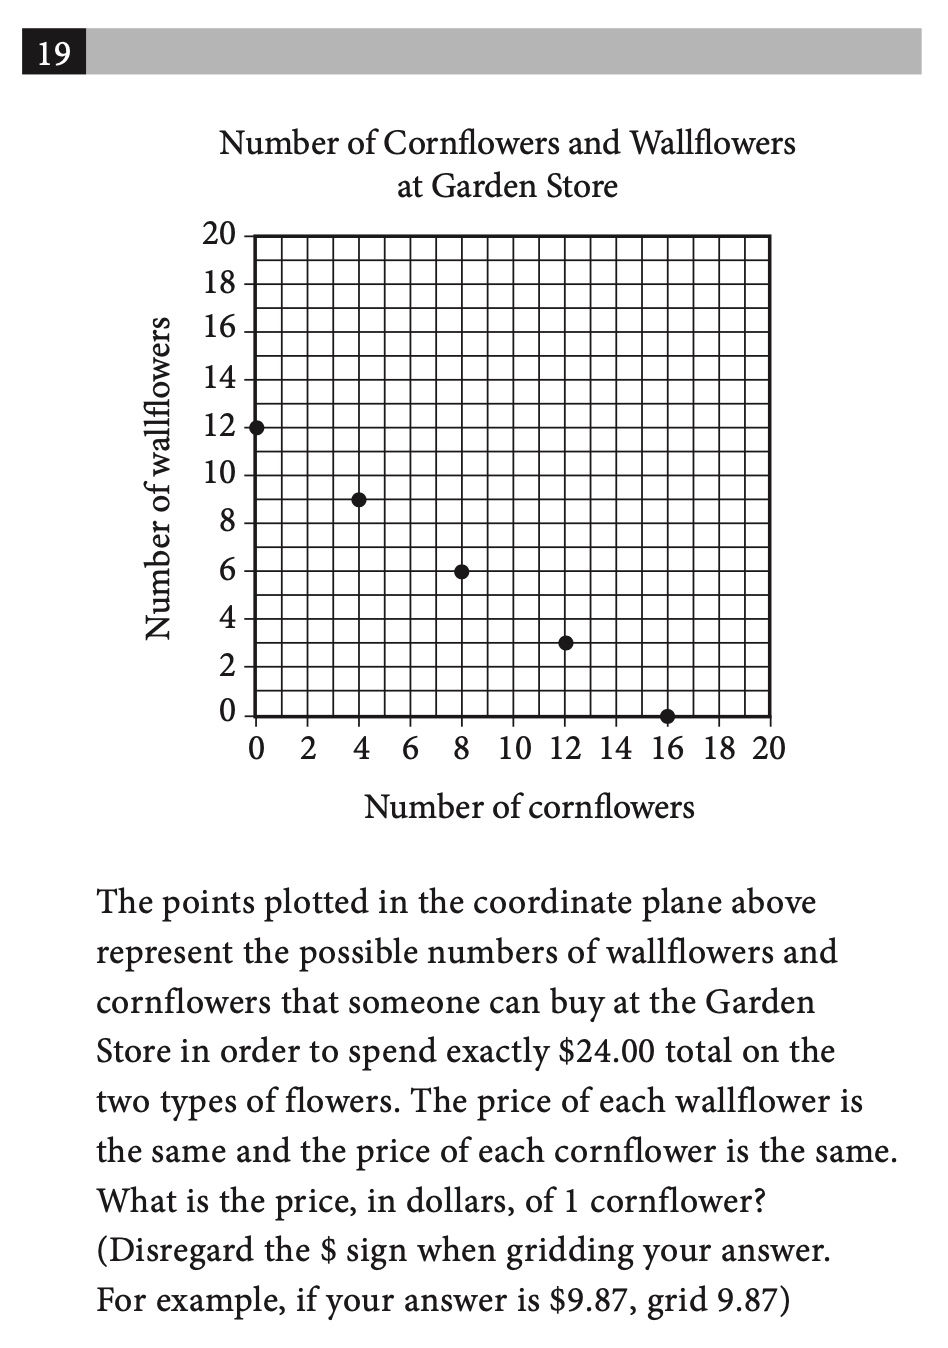 19
Number of Cornflowers and Wallflowers
at Garden Store
Number of wallflowers
20
18
16
14
12
10
8
6
4
2
0
0 2 4 6 8 10 12 14 16 18 20
Number of cornflowers
The points plotted in the coordinate plane above
represent the possible numbers of wallflowers and
cornflowers that someone can buy at the Garden
Store in order to spend exactly $24.00 total on the
two types of flowers. The price of each wallflower is
the same and the price of each cornflower is the same.
What is the price, in dollars, of 1 cornflower?
(Disregard the $ sign when gridding your answer.
For example, if your answer is $9.87, grid 9.87)